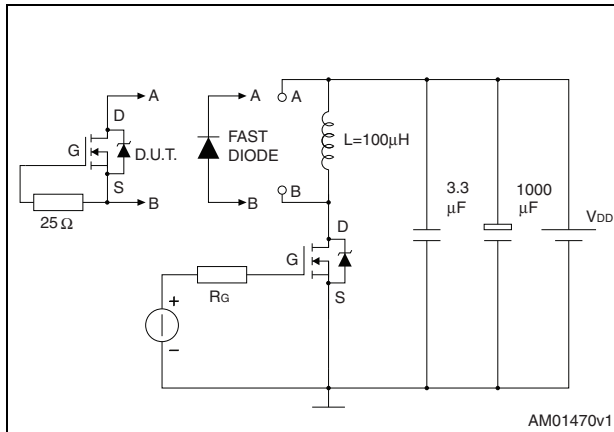 A
A
A
D
G
D.U.T.
FAST
DIODE
L=100µH
S
B
B
B
25 Ω
3.3
µF
1000
µF
VDD
D
G
S
RG
+
−
AM01470v1